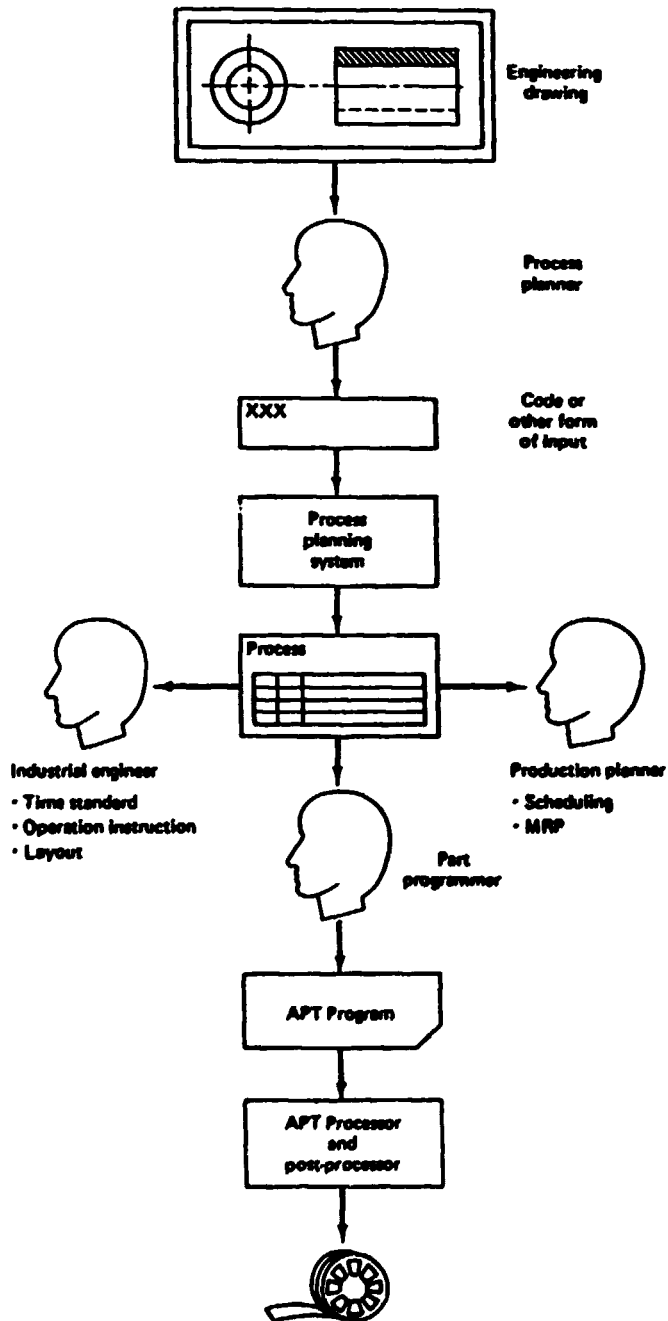 Engineering
drawing
Process
planner
XXX
Code or
other form
of input
Process
planning
system
Process
Industrial engineer
• Time standard
• Operation instruction
• Layout
Production planner
• Scheduling
• MRP
Part
programmer
APT Program
APT Processor
and
post-processor